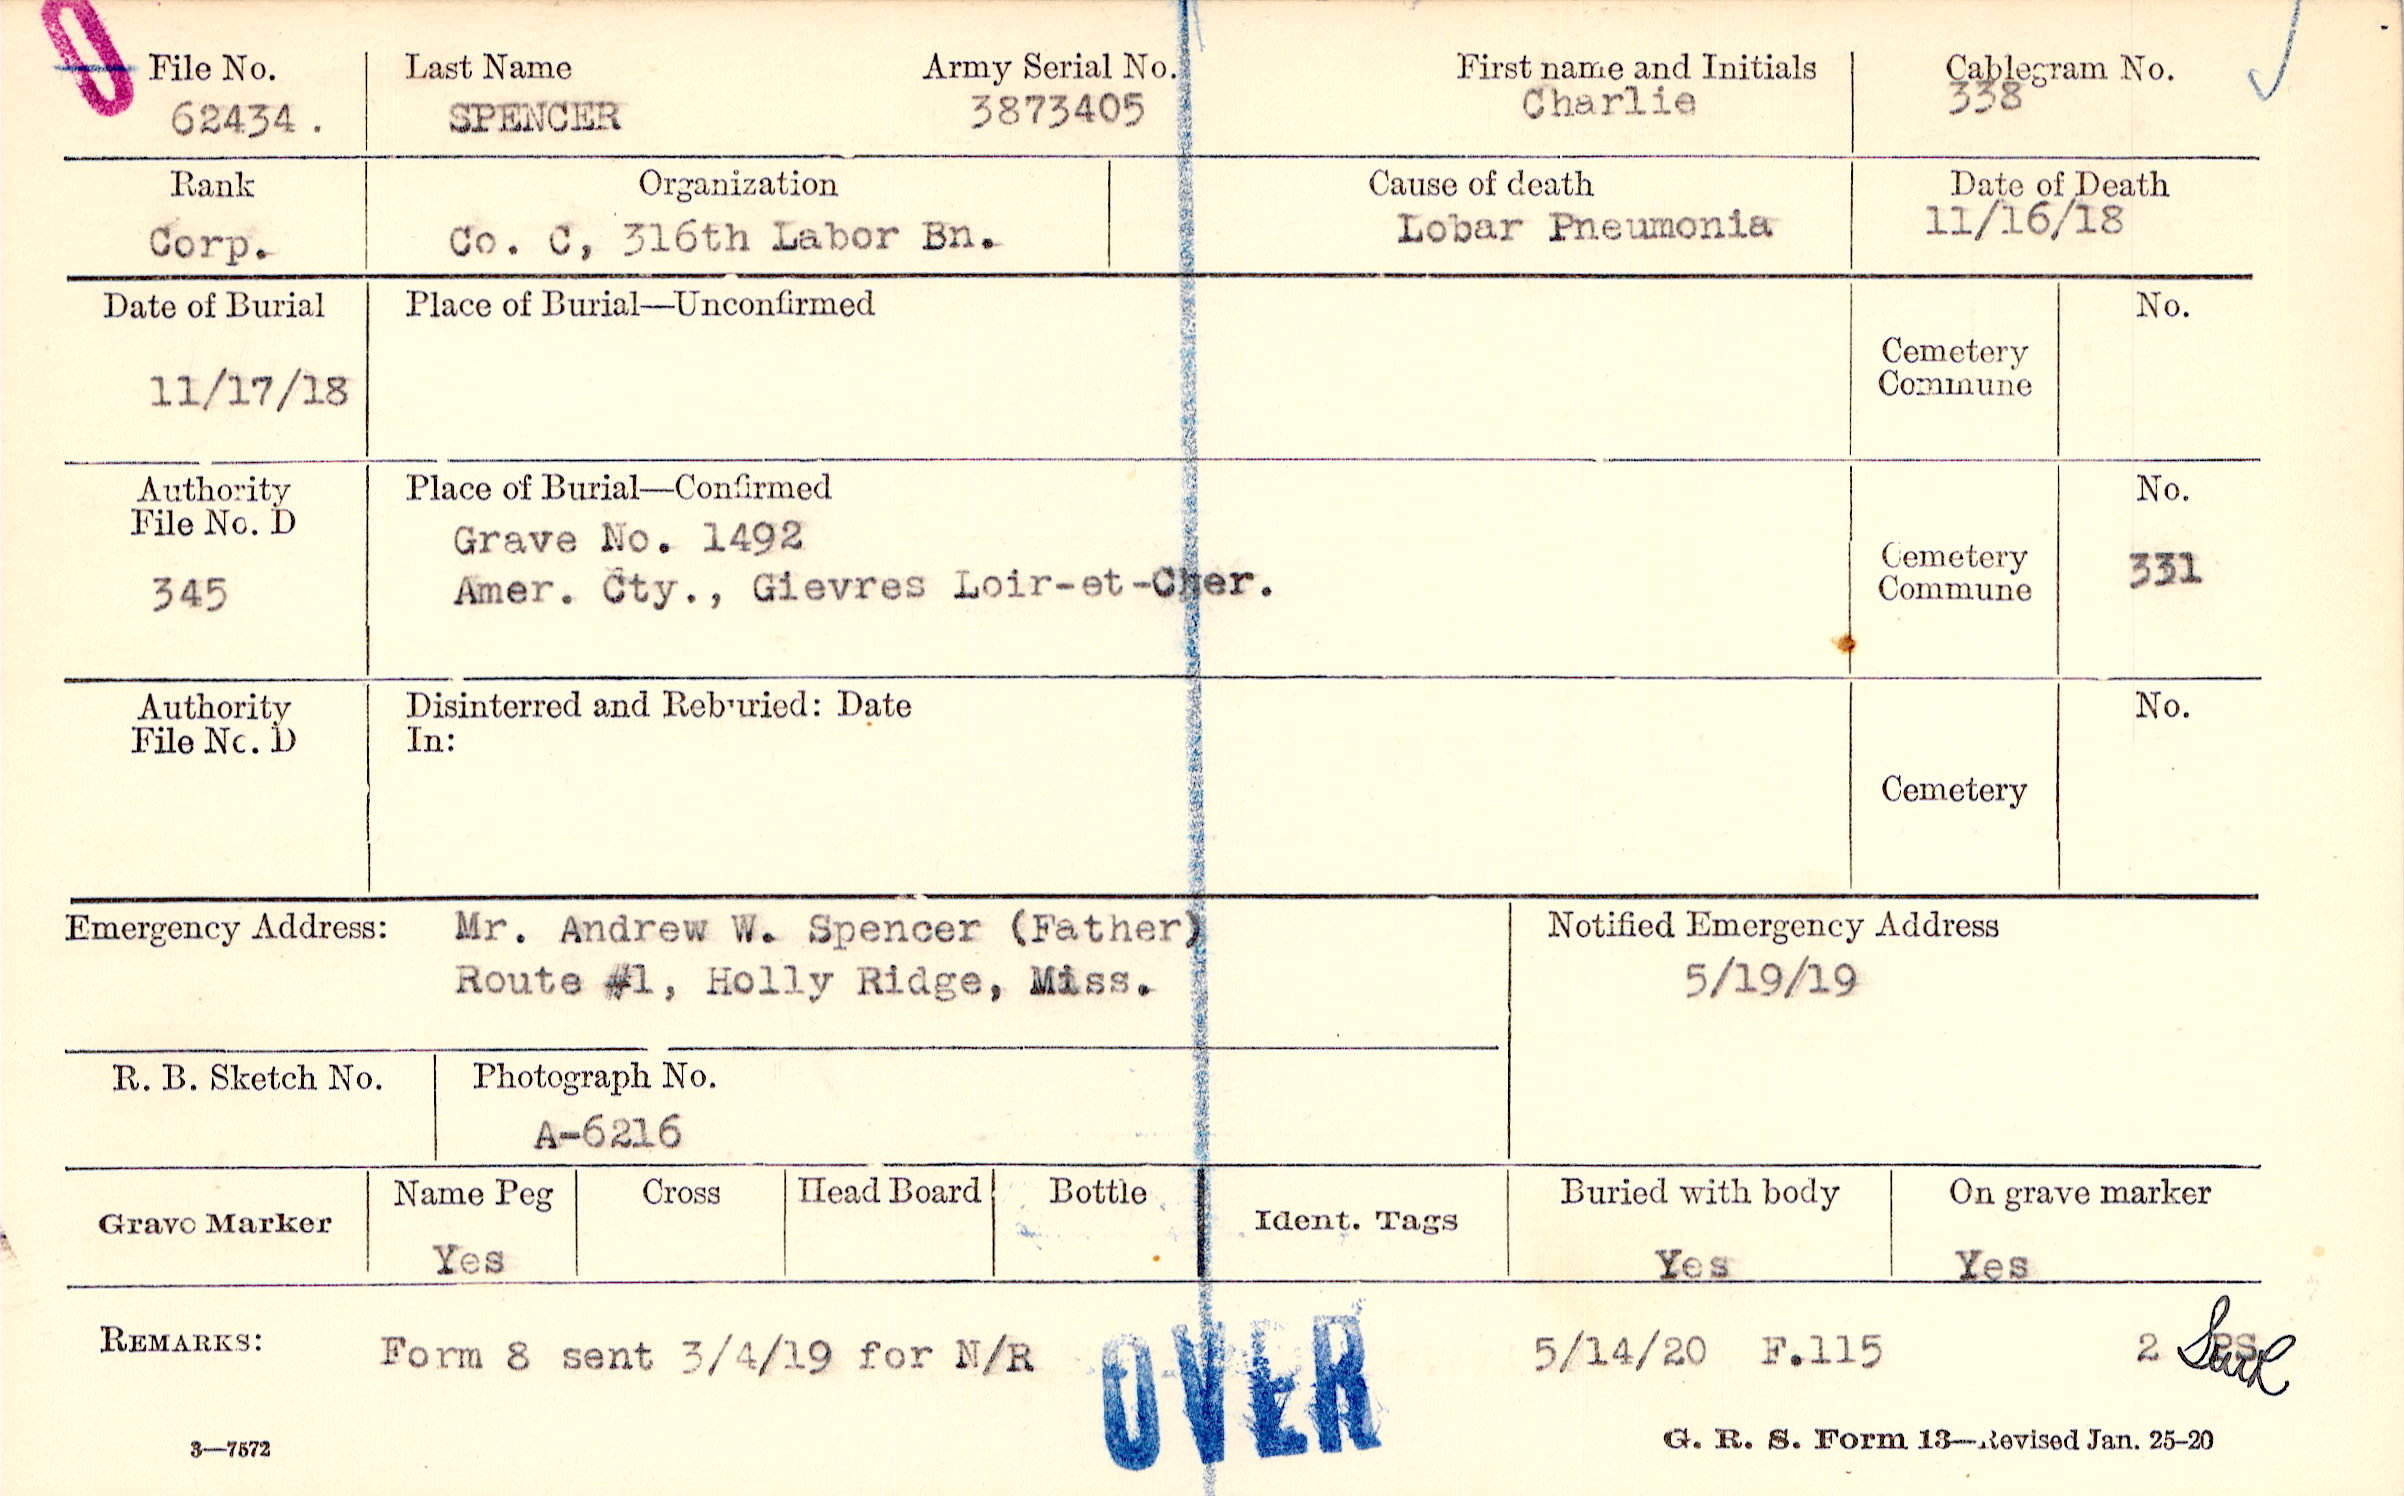 File No. Last Name Army Serial No. First name and Initials Cablegram No.
62434. SPENCER 3873405 Charlie 338
Rank Organization Cause of death Date of Death
Corp. Co. C, 316th Labor Bn. Lobar Pneumonia 11/16/18
Date of Burial Place of Burial—Unconfirmed No.
Cemetery
Commune
11/17/18
Authority Place of Burial—Confirmed No.
File No. D
Grave No. 1492
Cemetery
345 Amer. Cty., Gievres Loir-et-Cher. Commune 331
Authority Disinterred and Reburied: Date No.
File No. D In:
Cemetery
Emergency Address: Mr. Andrew W. Spencer (Father) Notified Emergency Address
Route #1, Holly Ridge, Miss. 5/19/19
R. B. Sketch No. Photograph No.
A-6216
Grave Marker Name Peg Cross Head Board Bottle Ident. Tags Buried with body On grave marker
Yes Yes Yes
REMARKS: Form 8 sent 3/4/19 for N/R 5/14/20 F.115 2
OVER
3—7572 G. R. S. Form 13—Revised Jan. 25-20